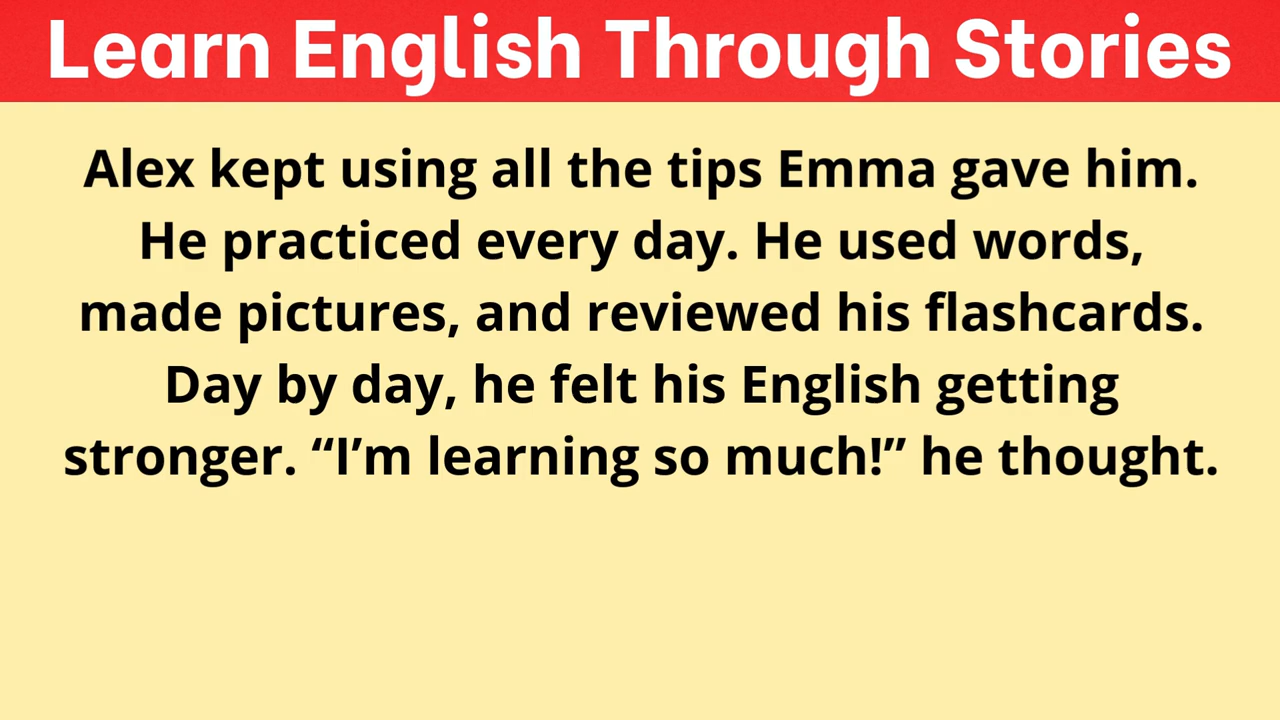 Learn English Through Stories
Alex kept using all the tips Emma gave him.
He practiced every day. He used words,
made pictures, and reviewed his flashcards.
Day by day, he felt his English getting
stronger. “I’m learning so much!” he thought.